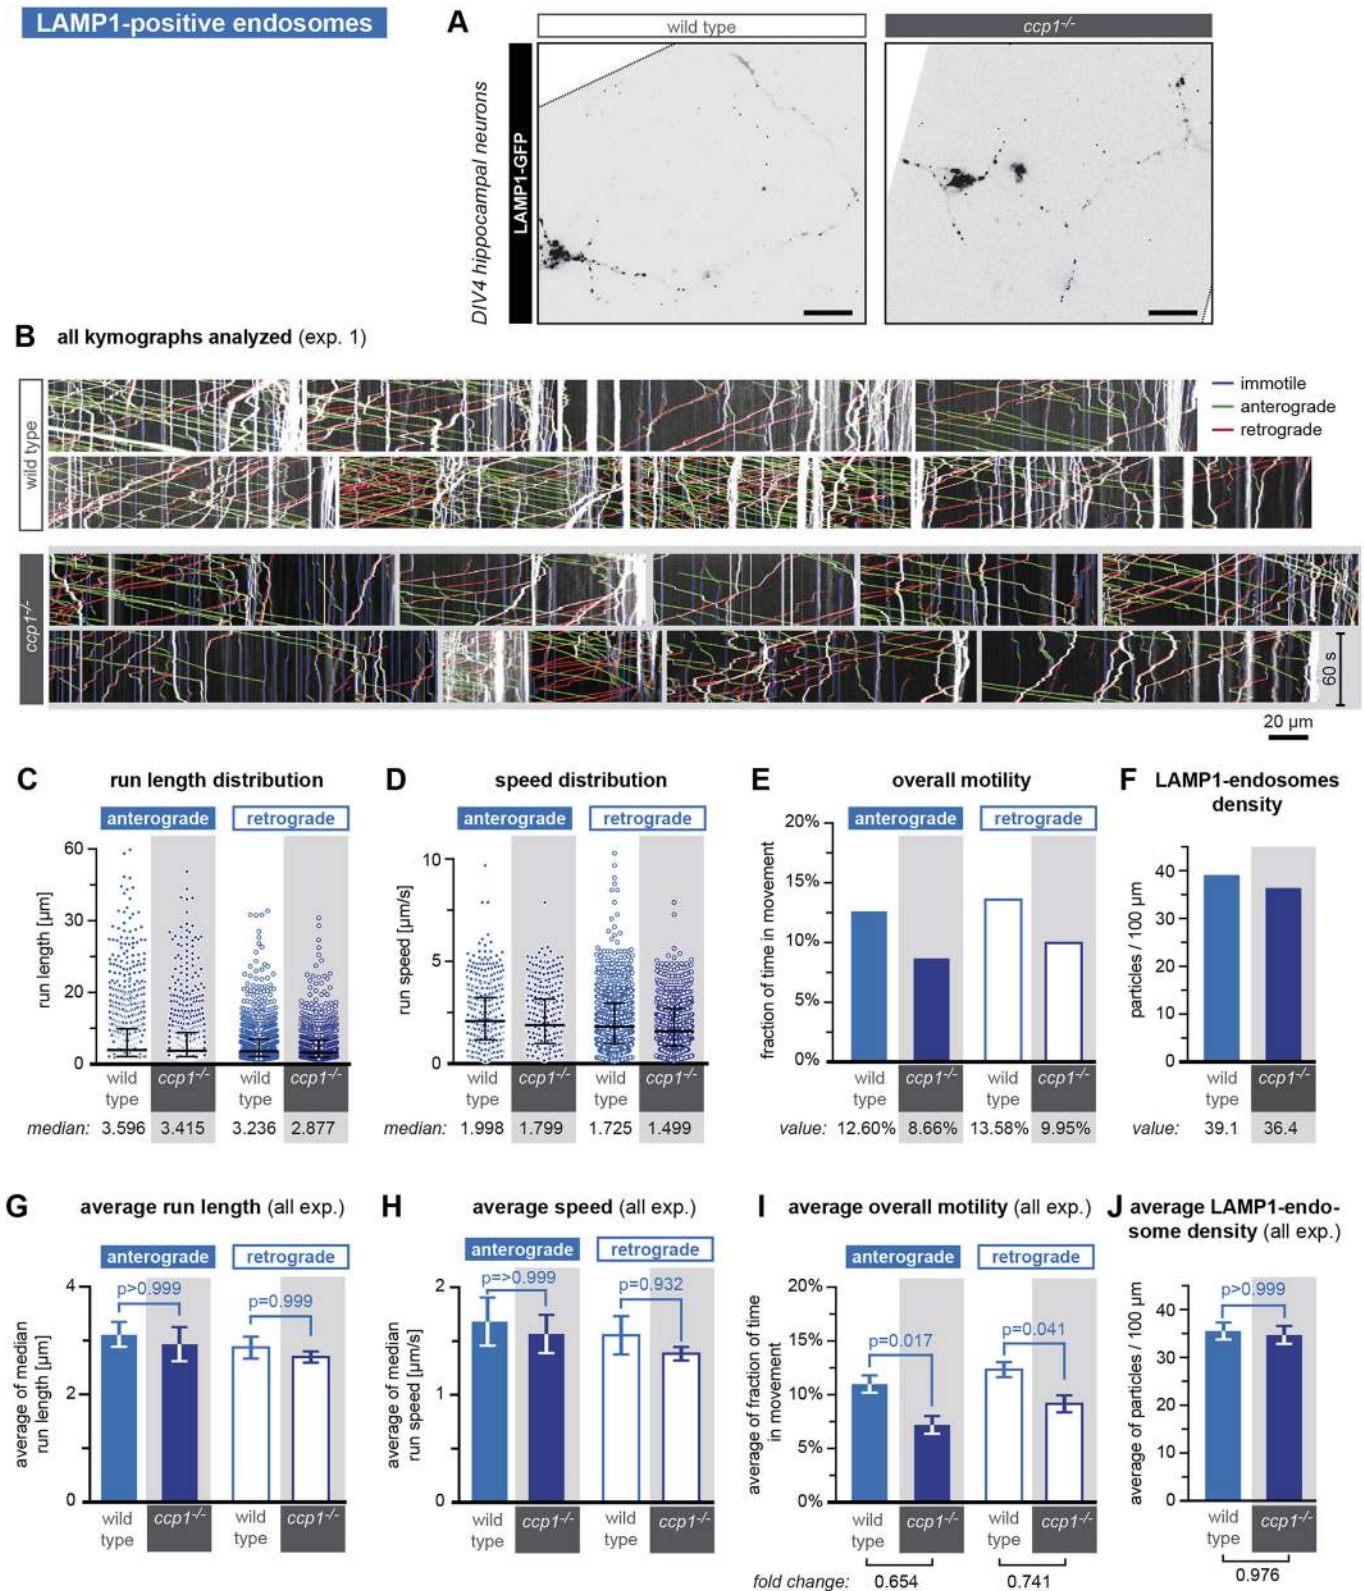 LAMP1-positive endosomes
A
wild type
ccp1-/-
DIV4 hippocampal neurons
LAMP1-GFP
B all kymographs analyzed (exp. 1)
wild type
immotile
anterograde
retrograde
ccp1-/-
60 s
20 µm
C run length distribution
anterograde retrograde
run length [µm]
60
30
20
0
wild type ccp1-/- wild type ccp1-/-
median: 3.596 3.415 3.236 2.877
D speed distribution
anterograde retrograde
run speed [µm/s]
10
5
0
wild type ccp1-/- wild type ccp1-/-
median: 1.998 1.799 1.725 1.499
E overall motility
anterograde retrograde
fraction of time in movement
20%
15%
10%
5%
0%
wild type ccp1-/- wild type ccp1-/-
value: 12.60% 8.66% 13.58% 9.95%
F LAMP1-endosomes
density
particles / 100 µm
40
30
20
10
0
wild type ccp1-/-
value: 39.1 36.4
G average run length (all exp.)
anterograde retrograde
average of median
run length [µm]
4
2
0
p>0.999 p=0.999
wild type ccp1-/- wild type ccp1-/-
H average speed (all exp.)
anterograde retrograde
average of median
run speed [µm/s]
2
1
0
p=>0.999 p=0.932
wild type ccp1-/- wild type ccp1-/-
I average overall motility (all exp.)
anterograde retrograde
average of fraction of time
in movement
20%
15%
10%
5%
0%
p=0.017 p=0.041
wild type ccp1-/- wild type ccp1-/-
fold change: 0.654 0.741
J average LAMP1-endo-
some density (all exp.)
average of particles / 100 µm
40
30
20
10
0
p>0.999
wild type ccp1-/-
0.976